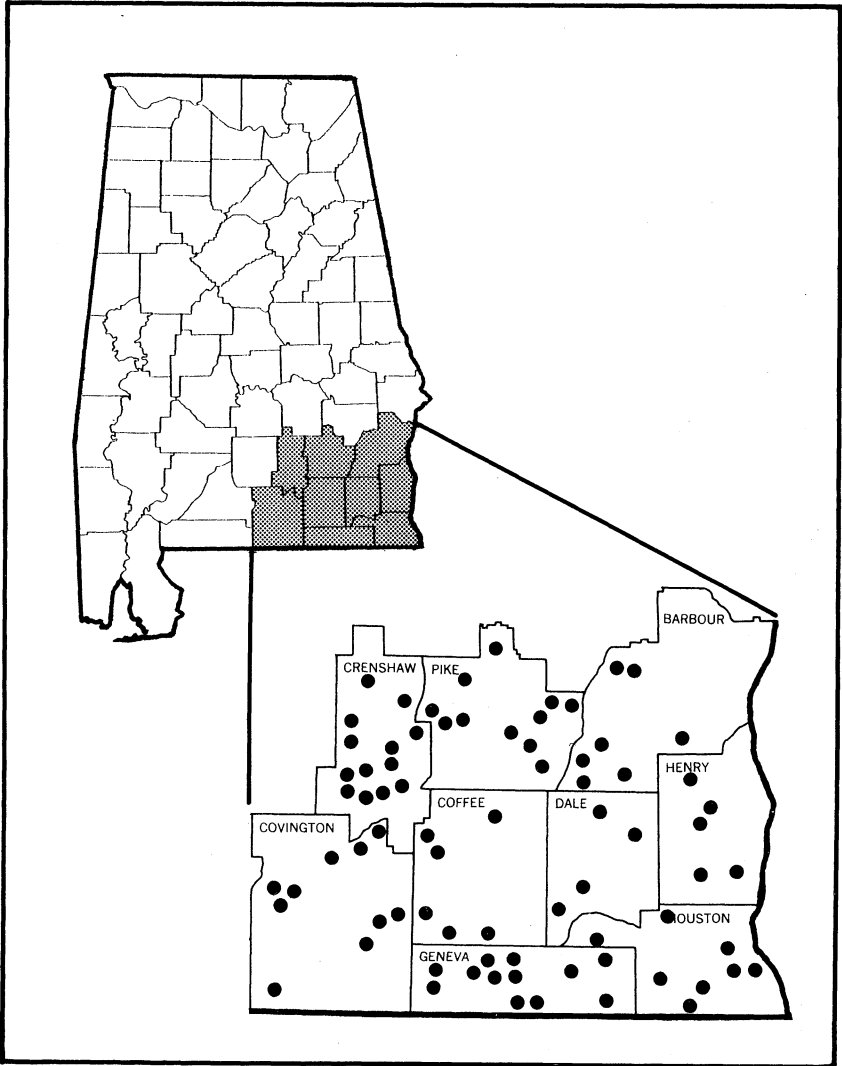 BARBOUR
CRENSHAW
PIKE
HENRY
COFFEE
DALE
COVINGTON
HOUSTON
GENEVA